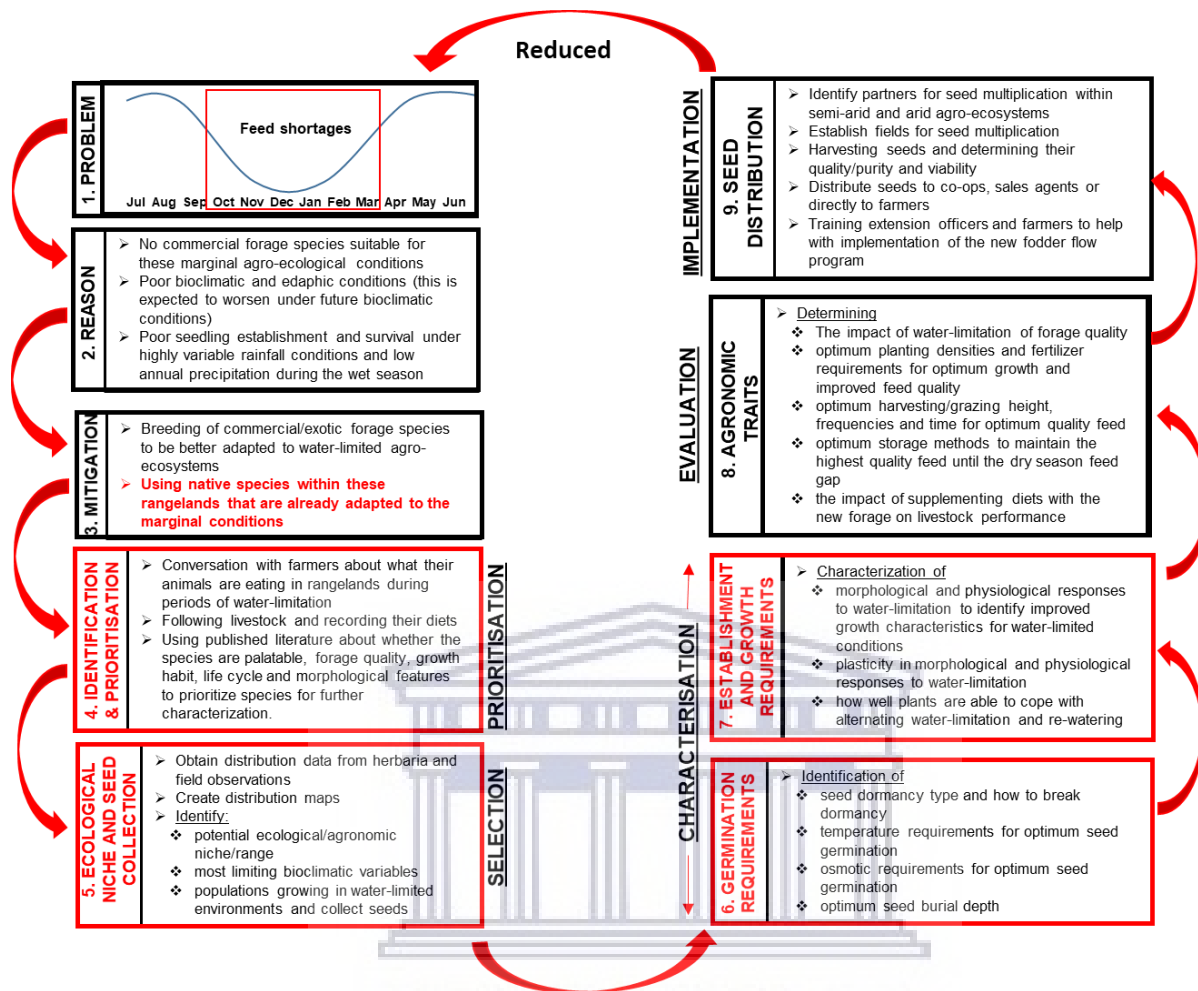 Reduced
1. PROBLEM
Feed shortages
Jul Aug Sep Oct Nov Dec Jan Feb Mar Apr May Jun
2. REASON
➢ No commercial forage species suitable for
these marginal agro-ecological conditions
➢ Poor bioclimatic and edaphic conditions (this is
expected to worsen under future bioclimatic
conditions)
➢ Poor seedling establishment and survival under
highly variable rainfall conditions and low
annual precipitation during the wet season
3. MITIGATION
➢ Breeding of commercial/exotic forage species
to be better adapted to water-limited agro-
ecosystems
➢ Using native species within these
rangelands that are already adapted to the
marginal conditions
4. IDENTIFICATION
& PRIORITISATION
➢ Conversation with farmers about what their
animals are eating in rangelands during
periods of water-limitation
➢ Following livestock and recording their diets
➢ Using published literature about whether the
species are palatable, forage quality, growth
habit, life cycle and morphological features
to prioritize species for further
characterization.
PRIORITISATION
5. ECOLOGICAL
NICHE AND SEED
COLLECTION
➢ Obtain distribution data from herbaria and
field observations
➢ Create distribution maps
➢ Identify:
❖ potential ecological/agronomic
niche/range
❖ most limiting bioclimatic variables
❖ populations growing in water-limited
environments and collect seeds
SELECTION
CHARACTERISATION
6. GERMINATION
REQUIREMENTS
➢ Identification of
❖ seed dormancy type and how to break
dormancy
❖ temperature requirements for optimum seed
germination
❖ osmotic requirements for optimum seed
germination
❖ optimum seed burial depth
7. ESTABLISHMENT
AND GROWTH
REQUIREMENTS
➢ Characterization of
❖ morphological and physiological responses
to water-limitation to identify improved
growth characteristics for water-limited
conditions
❖ plasticity in morphological and physiological
responses to water-limitation
❖ how well plants are able to cope with
alternating water-limitation and re-watering
EVALUATION
8. AGRONOMIC
TRAITS
➢ Determining
❖ The impact of water-limitation of forage quality
❖ optimum planting densities and fertilizer
requirements for optimum growth and
improved feed quality
❖ optimum harvesting/grazing height,
frequencies and time for optimum quality feed
❖ optimum storage methods to maintain the
highest quality feed until the dry season feed
gap
❖ the impact of supplementing diets with the
new forage on livestock performance
IMPLEMENTATION
9. SEED
DISTRIBUTION
➢ Identify partners for seed multiplication within
semi-arid and arid agro-ecosystems
➢ Establish fields for seed multiplication
➢ Harvesting seeds and determining their
quality/purity and viability
➢ Distribute seeds to co-ops, sales agents or
directly to farmers
➢ Training extension officers and farmers to help
with implementation of the new fodder flow
program